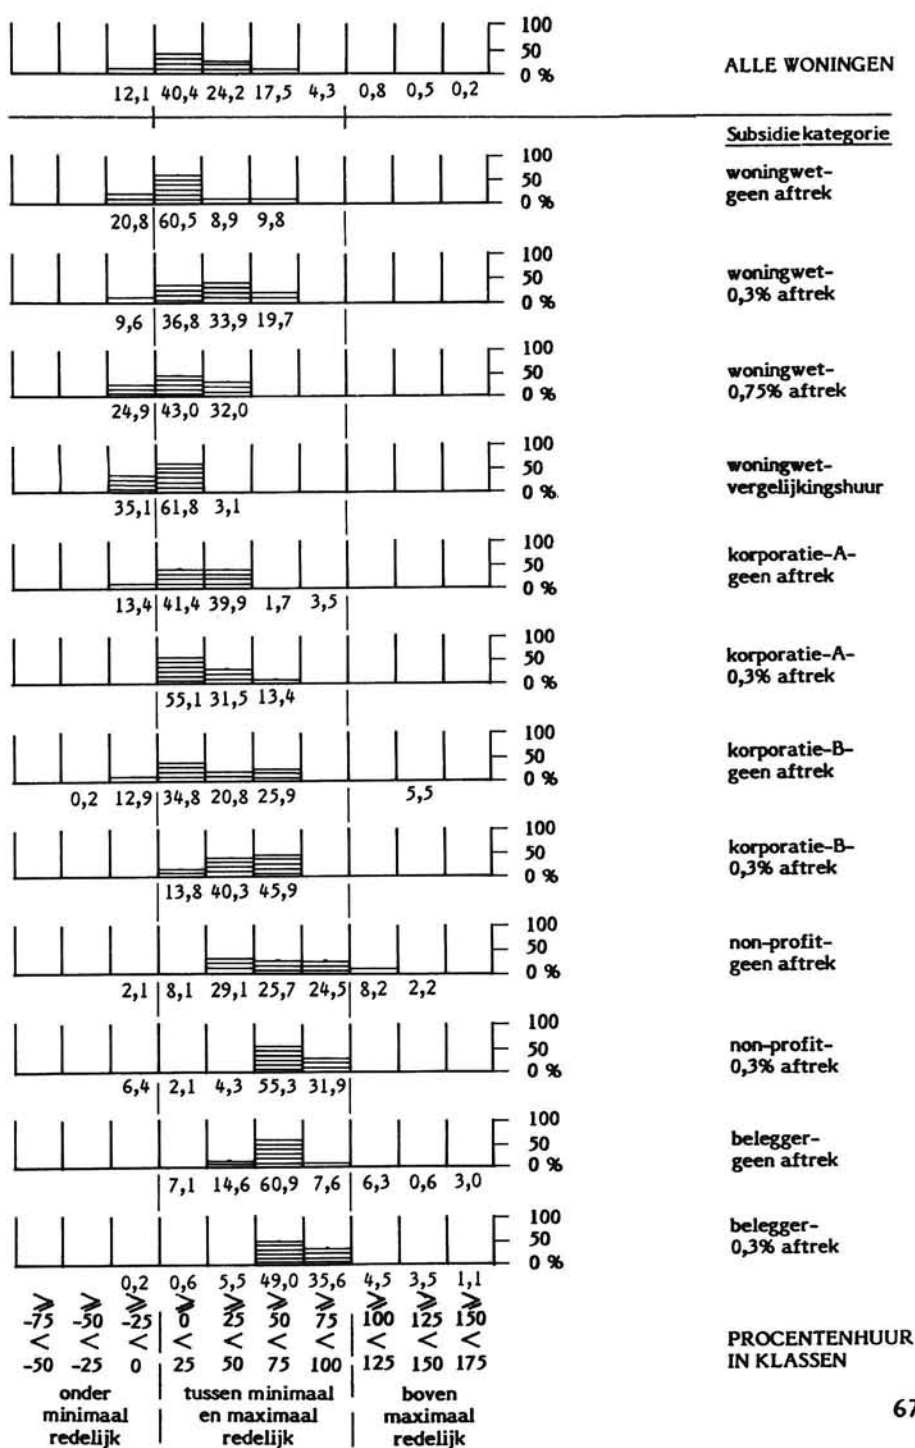 100
50
0 %
ALLE WONINGEN
12,1 40,4 24,2 17,5 4,3 0,8 0,5 0,2
Subsidiekategorie
100
50
0 %
woningwet-
geen aftrek
20,8 60,5 8,9 9,8
100
50
0 %
woningwet-
0,3% aftrek
9,6 36,8 33,9 19,7
100
50
0 %
woningwet-
0,75% aftrek
24,9 43,0 32,0
100
50
0 %
woningwet-
vergelijkingshuur
35,1 61,8 3,1
100
50
0 %
korporatie-A-
geen aftrek
13,4 41,4 39,9 1,7 3,5
100
50
0 %
korporatie-A-
0,3% aftrek
55,1 31,5 13,4
100
50
0 %
korporatie-B-
geen aftrek
0,2 12,9 34,8 20,8 25,9 5,5
100
50
0 %
korporatie-B-
0,3% aftrek
13,8 40,3 45,9
100
50
0 %
non-profit-
geen aftrek
2,1 8,1 29,1 25,7 24,5 8,2 2,2
100
50
0 %
non-profit-
0,3% aftrek
6,4 2,1 4,3 55,3 31,9
100
50
0 %
belegger-
geen aftrek
7,1 14,6 60,9 7,6 6,3 0,6 3,0
100
50
0 %
belegger-
0,3% aftrek
0,2 0,6 5,5 49,0 35,6 4,5 3,5 1,1
⩾ ⩾ ⩾ ⩾ ⩾ ⩾ ⩾ ⩾ ⩾ ⩾
-75 -50 -25 0 25 50 75 100 125 150
< < < < < < < < < <
-50 -25 0 25 50 75 100 125 150 175
PROCENTENHUUR
IN KLASSEN
onder
minimaal
redelijk
tussen minimaal
en maximaal
redelijk
boven
maximaal
redelijk
67